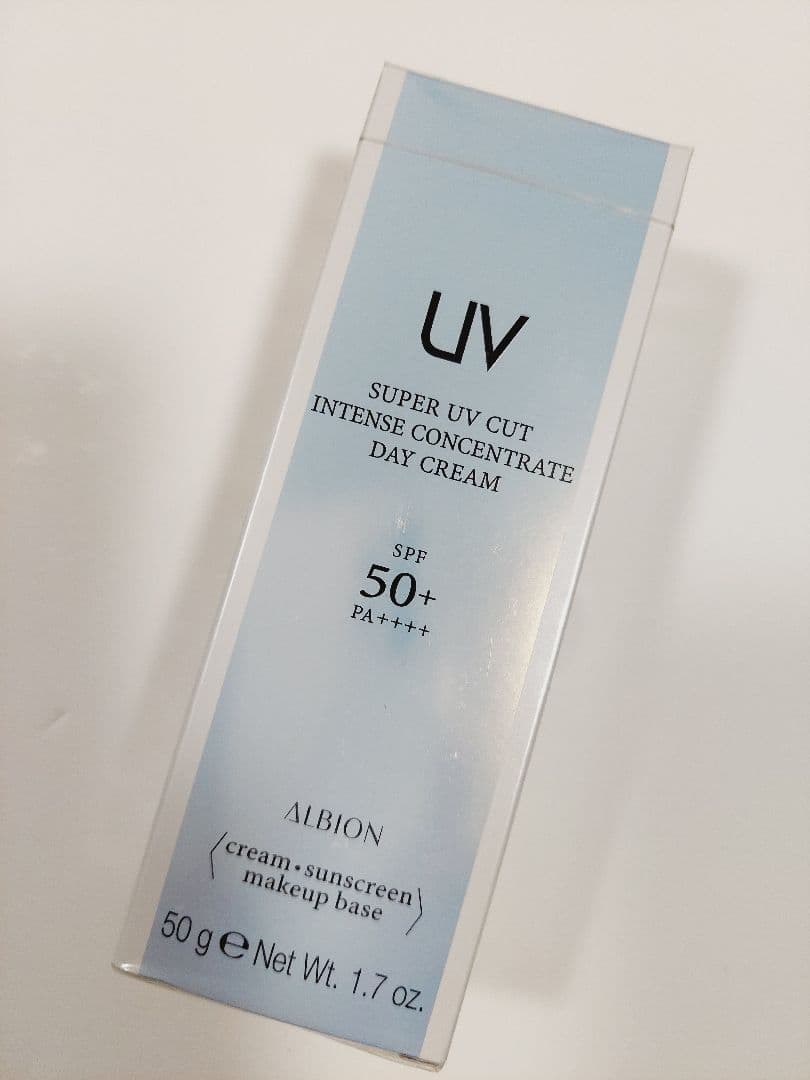 UV
SUPER UV CUT
INTENSE CONCENTRATE
DAY CREAM
SPF
50+
PA++++
ALBION
〈cream・sunscreen
makeup base〉
50 g ℮ Net Wt. 1.7 oz.